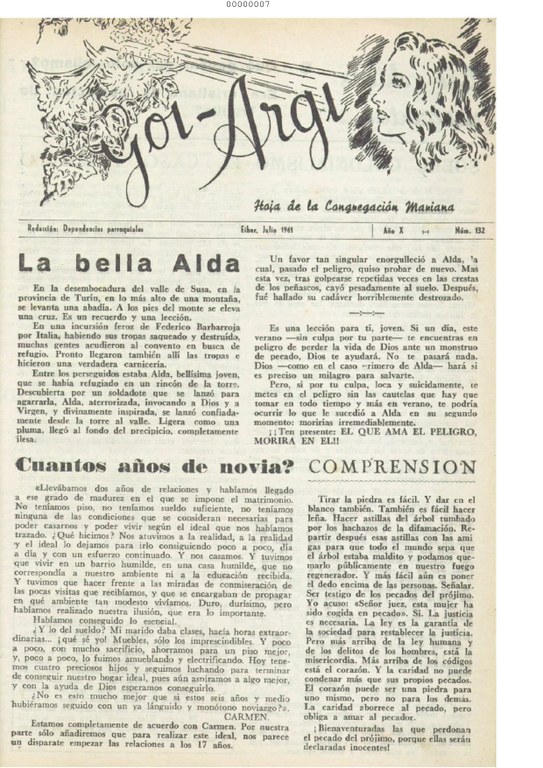 00000007
Goi-Argi
Hoja de la Congregación Mariana
Redacción: Dependencias parroquiales
Eibar, Julio 1961
Año X
Núm. 132
La bella Alda
En la desembocadura del valle de Susa, en la
provincia de Turín, en lo más alto de una montaña,
se levanta una abadía. A los pies del monte se eleva
una cruz. Es un recuerdo y una lección.
En una incursión feroz de Federico Barbarroja
por Italia, habiendo sus tropas saqueado y destruído,
muchas gentes acudieron al convento en busca de
refugio. Pronto llegaron también allí las tropas e
hicieron una verdadera carnicería.
Entre los perseguidos estaba Alda, bellísima joven,
que se había refugiado en un rincón de la torre.
Descubierta por un soldadote que se lanzó para
agarrarla, Alda, aterrorizada, invocando a Dios y a
Virgen, y divinamente inspirada, se lanzó confiada-
mente desde la torre al valle. Ligera como una
pluma, llegó al fondo del precipicio, completamente
ilesa.
Un favor tan singular enorgulleció a Alda, la
cual, pasado el peligro, quiso probar de nuevo. Mas
esta vez, tras golpearse repetidas veces en las crestas
de los peñascos, cayó pesadamente al suelo. Después,
fué hallado su cadáver horriblemente destrozado.
Es una lección para ti, joven. Si un día, este
verano —sin culpa por tu parte— te encuentras en
peligro de perder la vida de Dios ante un monstruo
de pecado, Dios te ayudará. No te pasará nada.
Dios —como en el caso primero de Alda— hará si
es preciso un milagro para salvarte.
Pero, si por tu culpa, loca y suicidamente, te
metes en el peligro sin las cautelas que hay que
tomar en todo tiempo y más en verano, te podría
ocurrir lo que le sucedió a Alda en su segundo
momento: morirías irremediablemente.
¡¡Ten presente: EL QUE AMA EL PELIGRO,
MORIRA EN EL!!
Cuantos años de novia?
«Llevábamos dos años de relaciones y habíamos llegado
a ese grado de madurez en el que se impone el matrimonio.
No teníamos piso, no teníamos sueldo suficiente, no teníamos
ninguna de las condiciones que se consideran necesarias para
poder casarnos y poder vivir según el ideal que nos habíamos
trazado. ¿Qué hicimos? Nos atuvimos a la realidad, a la realidad
y el ideal lo dejamos para irlo consiguiendo poco a poco, día
a día y con un esfuerzo continuado. Y nos casamos. Y tuvimos
que vivir en un barrio humilde, en una casa humilde, que no
correspondía a nuestro ambiente ni a la educación recibida.
Y tuvimos que hacer frente a las miradas de conmiseración de
las pocas visitas que recibíamos, y que se encargaban de propagar
en qué ambiente tan modesto vivíamos. Duro, durísimo, pero
habíamos realizado nuestra ilusión, que era lo importante.
Habíamos conseguido lo esencial.
¿Y lo del sueldo? Mi marido daba clases, hacía horas extraor-
dinarias... ¡qué sé yo! Muebles, sólo los imprescindibles. Y poco
a poco, con mucho sacrificio, ahorramos para un piso mejor,
y, poco a poco, lo fuimos amueblando y electrificando. Hoy tene-
mos cuatro preciosos hijos y seguimos luchando para terminar
de conseguir nuestro hogar ideal, pues aún aspiramos a algo mejor,
y con la ayuda de Dios esperamos conseguirlo.
¿No es esto mucho mejor que si estos seis años y medio
hubiéramos seguido con un ya lánguido y monótono noviazgo?».
CARMEN.
Estamos completamente de acuerdo con Carmen. Por nuestra
parte sólo añadiremos que para realizar este ideal, nos parece
un disparate empezar las relaciones a los 17 años.
COMPRENSION
Tirar la piedra es fácil. Y dar en el
blanco también. También es fácil hacer
leña. Hacer astillas del árbol tumbado
por los hachazos de la difamación. Re-
partir después esas astillas con las ami
gas para que todo el mundo sepa que
el árbol estaba maldito y podamos que-
marlo públicamente en nuestro fuego
regenerador. Y más fácil aún es poner
el dedo encima de las personas. Señalar.
Ser testigo de los pecados del prójimo.
Yo acuso: «Señor juez, esta mujer ha
sido cogida en pecado». Sí. La justicia
es necesaria. La ley es la garantía de
la sociedad para restablecer la justicia.
Pero más arriba de la ley humana y
de los delitos de los hombres, está la
misericordia. Más arriba de los códigos
está el corazón. Y la caridad no puede
condenar más que sus propios pecados.
El corazón puede ser una piedra para
uno mismo, pero no para los demás.
La caridad aborrece al pecado, pero
obliga a amar al pecador.
¡Bienaventuradas las que perdonan
el pecado del prójimo, porque ellas serán
declaradas inocentes!